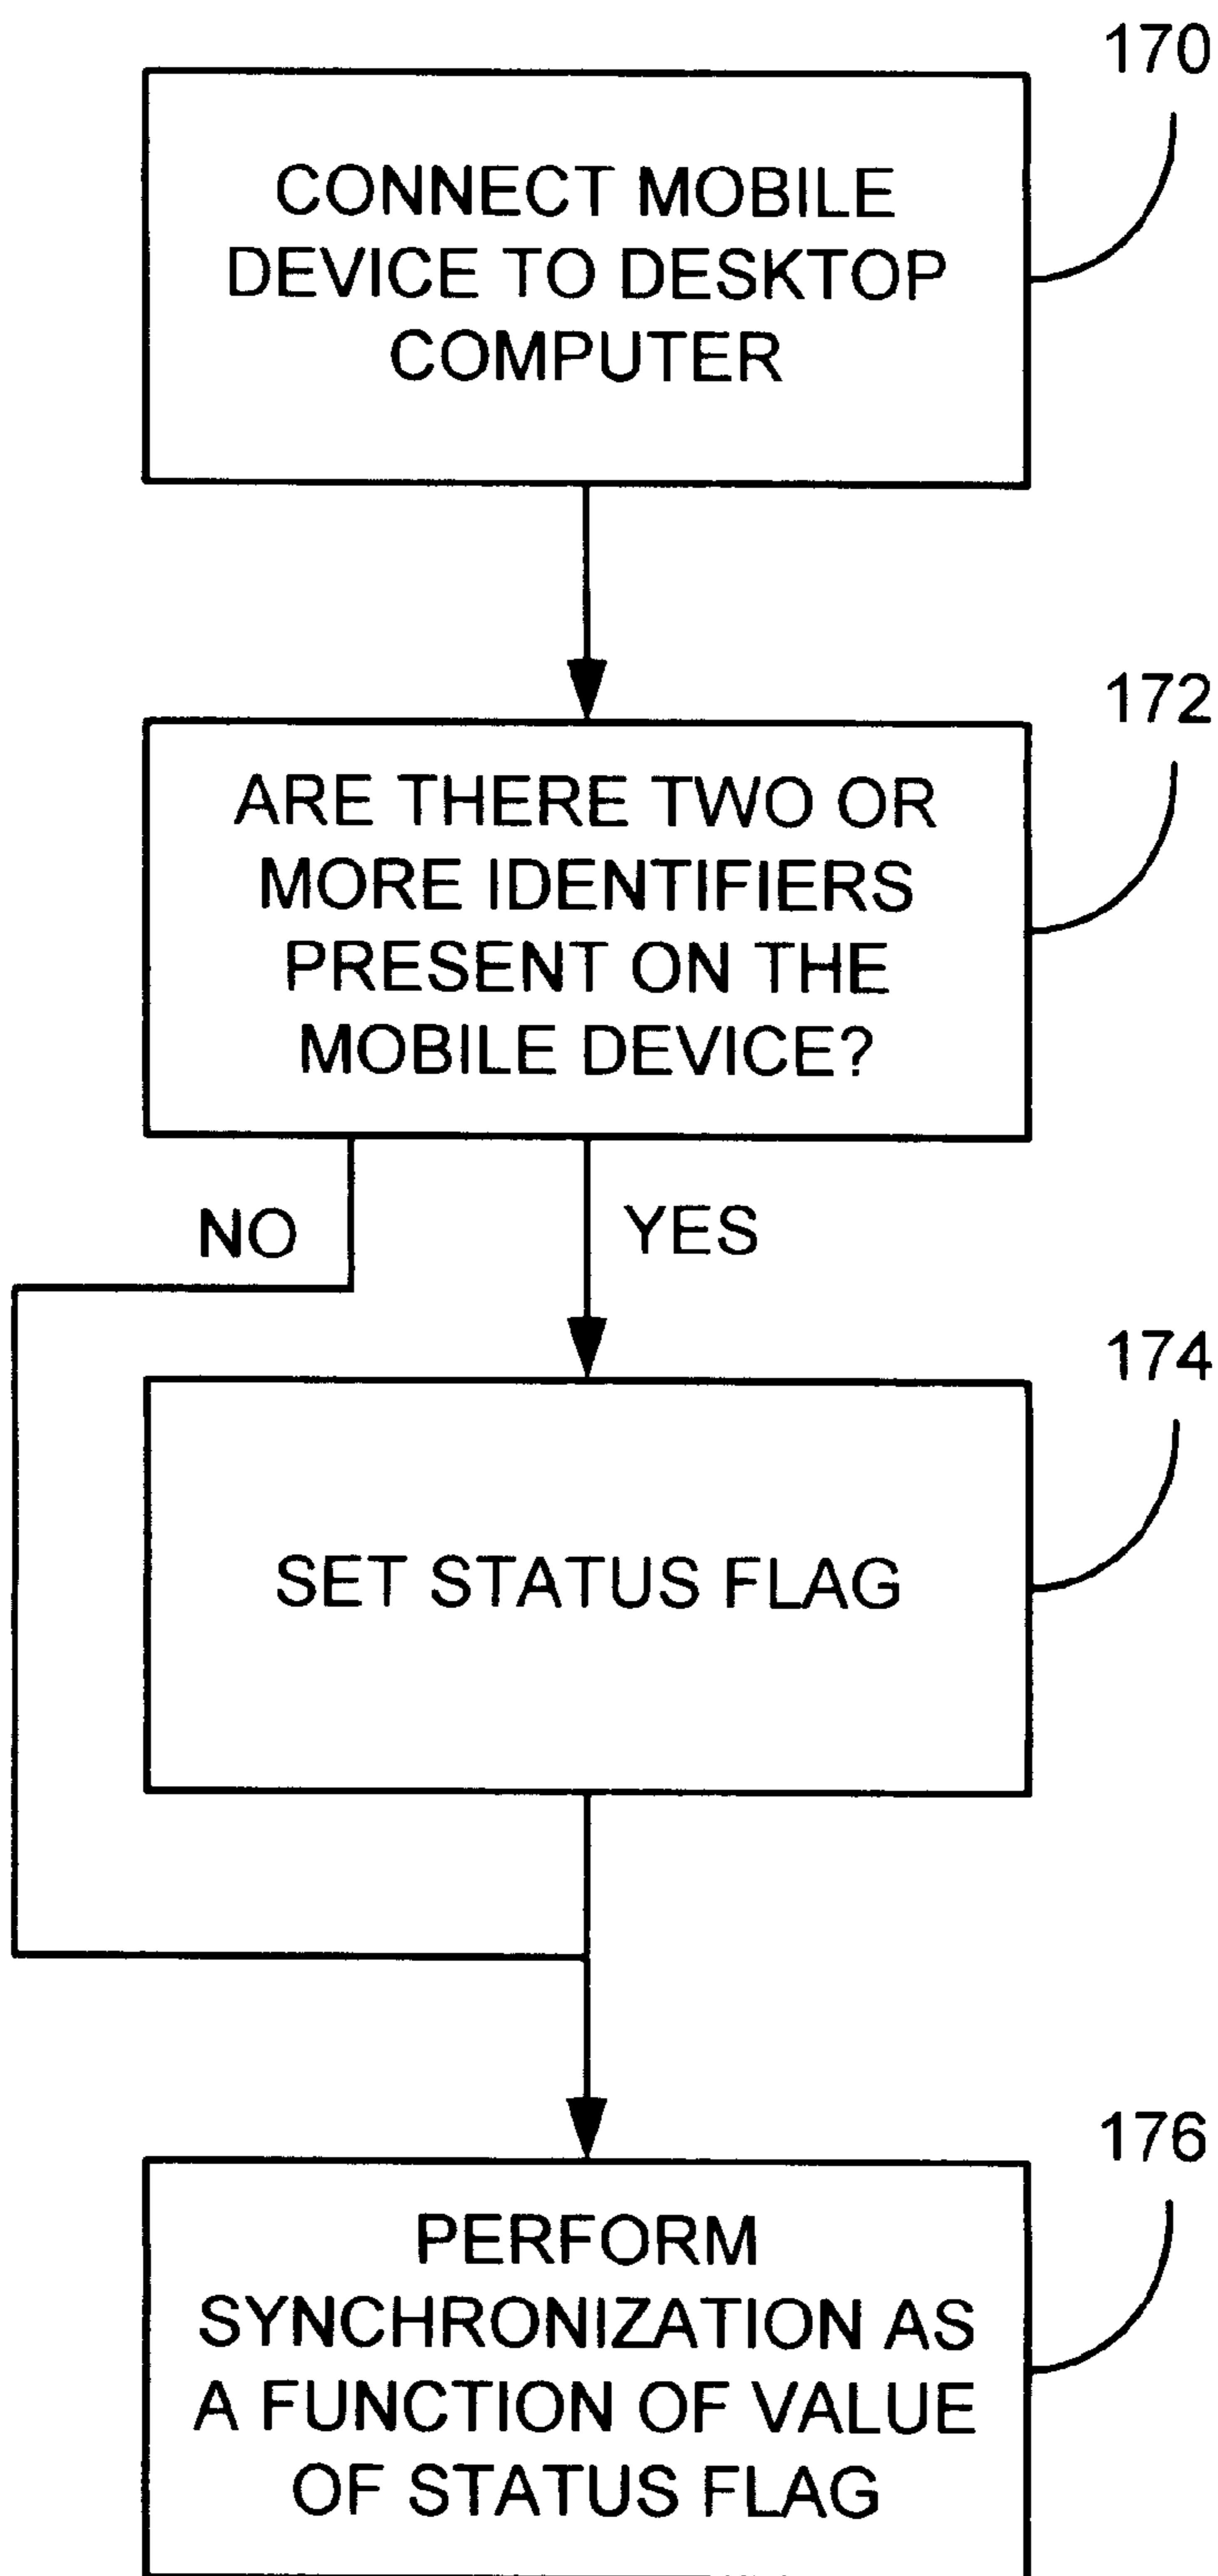 170
CONNECT MOBILE
DEVICE TO DESKTOP
COMPUTER
172
ARE THERE TWO OR
MORE IDENTIFIERS
PRESENT ON THE
MOBILE DEVICE?
NO
YES
174
SET STATUS FLAG
176
PERFORM
SYNCHRONIZATION AS
A FUNCTION OF VALUE
OF STATUS FLAG